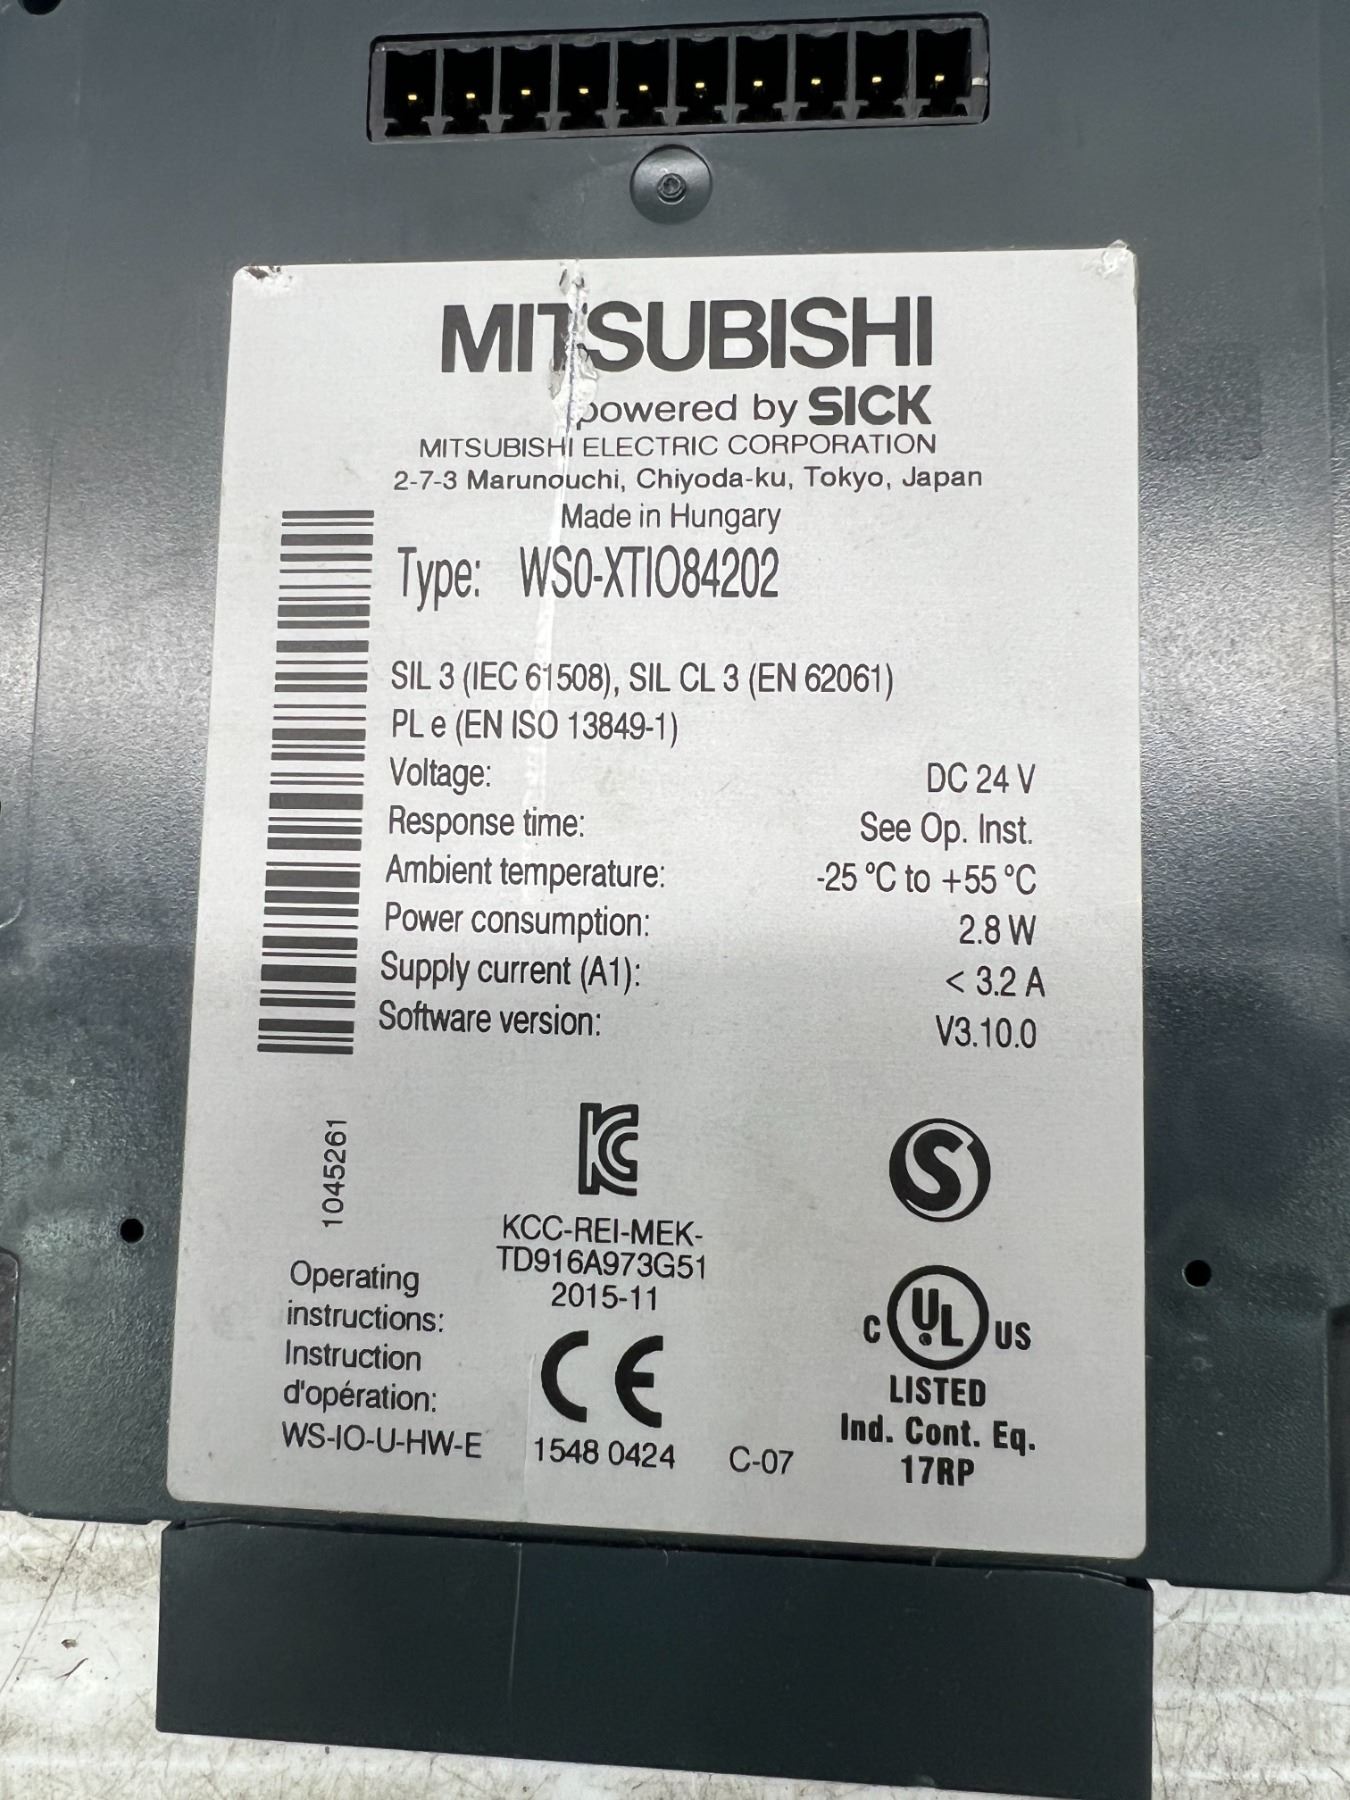 MITSUBISHI
powered by SICK
MITSUBISHI ELECTRIC CORPORATION
2-7-3 Marunouchi, Chiyoda-ku, Tokyo, Japan
Made in Hungary
Type: WS0-XTIO84202
SIL 3 (IEC 61508), SIL CL 3 (EN 62061)
PL e (EN ISO 13849-1)
Voltage: DC 24 V
Response time: See Op. Inst.
Ambient temperature: -25 ºC to +55 ºC
Power consumption: 2.8 W
Supply current (A1): < 3.2 A
Software version: V3.10.0
1045261
KC
KCC-REI-MEK-
TD916A973G51
2015-11
S
Operating
instructions:
Instruction
d'opération:
WS-IO-U-HW-E
CE
1548 0424
C-07
C UL US
LISTED
Ind. Cont. Eq.
17RP